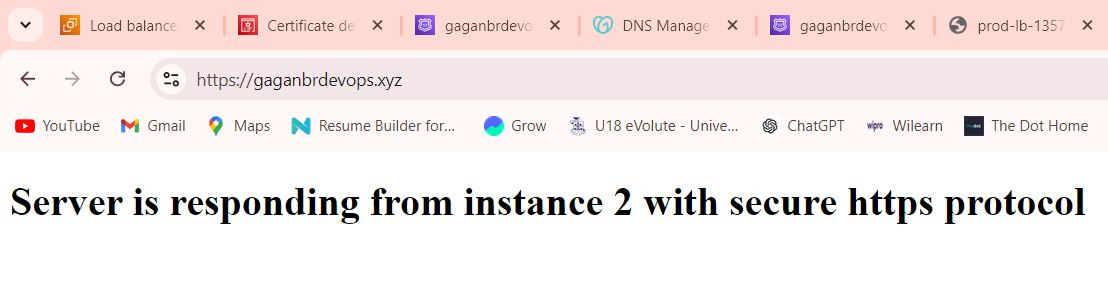 Load balance Certificate de gaganbrdevo DNS Manage gaganbrdevo prod-lb-1357
https://gaganbrdevops.xyz
YouTube Gmail Maps Resume Builder for... Grow U18 eVolute - Unive... ChatGPT wipro Wilearn The Dot Home
Server is responding from instance 2 with secure https protocol